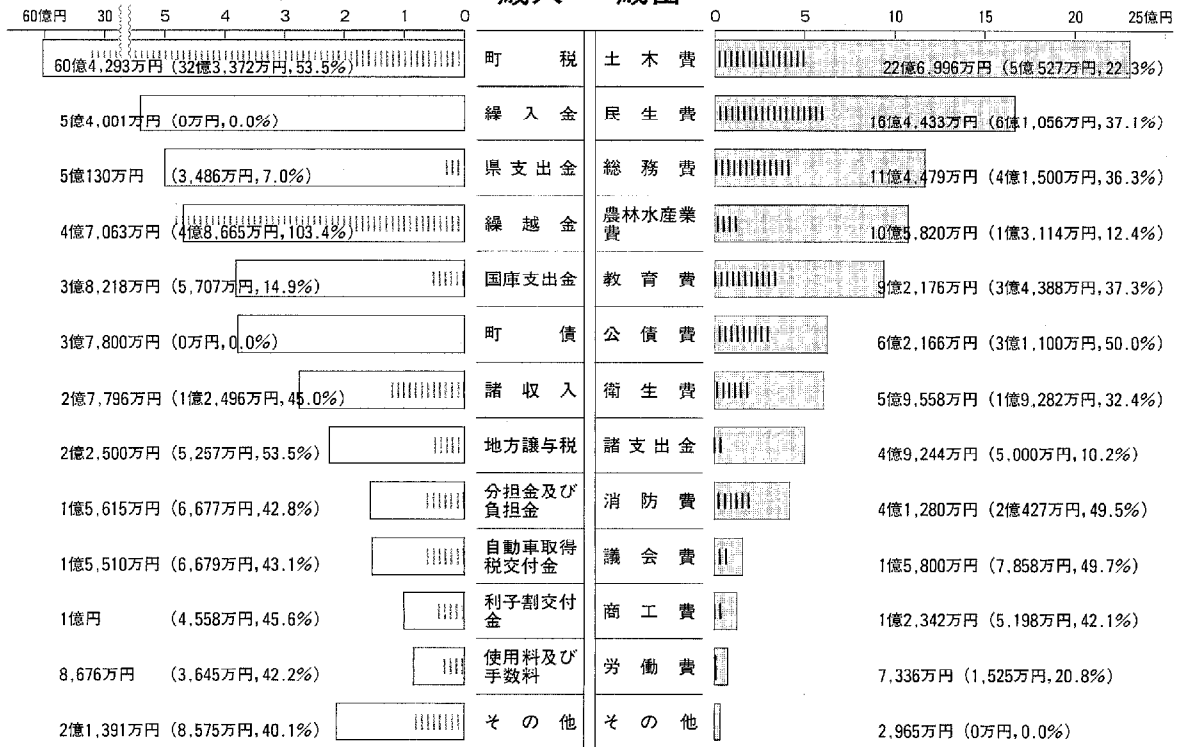 歳入 歳出
60億円 30 5 4 3 2 1 0
0 5 10 15 20 25億円
60億4,293万円 (32億3,372万円,53.5%) 町税 土木費 22億6,996万円 (5億527万円,22.3%)
5億4,001万円 (0万円,0.0%) 繰入金 民生費 16億4,433万円 (6億1,056万円,37.1%)
5億130万円 (3,486万円,7.0%) 県支出金 総務費 11億4,479万円 (4億1,500万円,36.3%)
4億7,063万円 (4億8,665万円,103.4%) 繰越金 農林水産業費 10億5,820万円 (1億3,114万円,12.4%)
3億8,218万円 (5,707万円,14.9%) 国庫支出金 教育費 9億2,176万円 (3億4,388万円,37.3%)
3億7,800万円 (0万円,0.0%) 町債 公債費 6億2,166万円 (3億1,100万円,50.0%)
2億7,796万円 (1億2,496万円,45.0%) 諸収入 衛生費 5億9,558万円 (1億9,282万円,32.4%)
2億2,500万円 (5,257万円,53.5%) 地方譲与税 諸支出金 4億9,244万円 (5,000万円,10.2%)
1億5,615万円 (6,677万円,42.8%) 分担金及び負担金 消防費 4億1,280万円 (2億427万円,49.5%)
1億5,510万円 (6,679万円,43.1%) 自動車取得税交付金 議会費 1億5,800万円 (7,858万円,49.7%)
1億円 (4,558万円,45.6%) 利子割交付金 商工費 1億2,342万円 (5,198万円,42.1%)
8,676万円 (3,645万円,42.2%) 使用料及び手数料 労働費 7,336万円 (1,525万円,20.8%)
2億1,391万円 (8,575万円,40.1%) その他 その他 2,965万円 (0万円,0.0%)